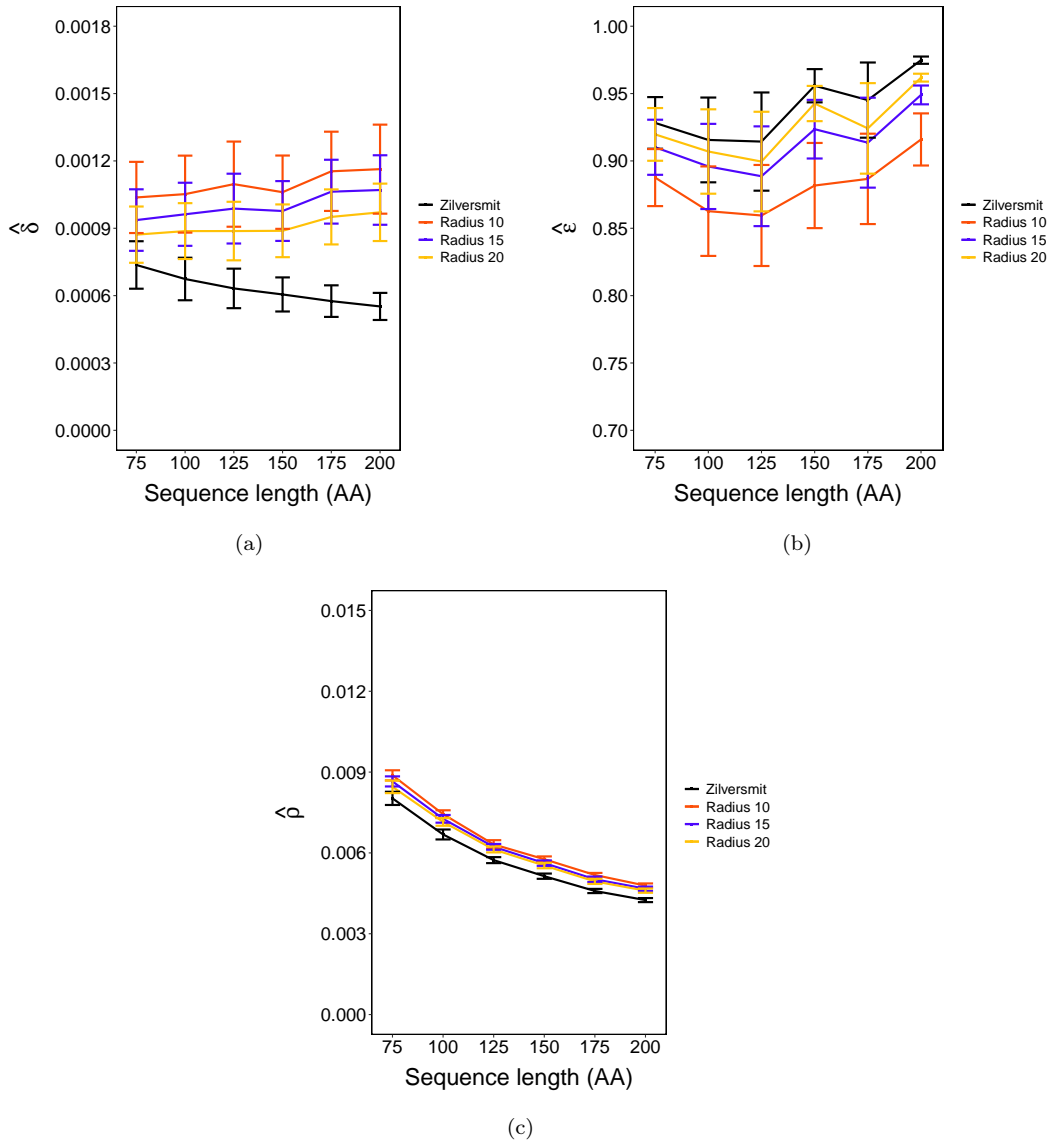 0.0018
0.0015
0.0012
0.0009
0.0006
0.0003
0.0000
δ̂
75 100 125 150 175 200
Sequence length (AA)
Zilversmit
Radius 10
Radius 15
Radius 20
(a)
1.00
0.95
0.90
0.85
0.80
0.75
0.70
ε̂
75 100 125 150 175 200
Sequence length (AA)
Zilversmit
Radius 10
Radius 15
Radius 20
(b)
0.015
0.012
0.009
0.006
0.003
0.000
ρ̂
75 100 125 150 175 200
Sequence length (AA)
Zilversmit
Radius 10
Radius 15
Radius 20
(c)